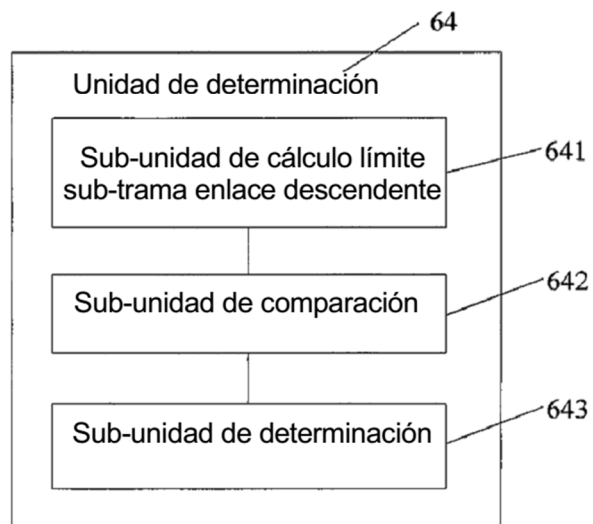 64
Unidad de determinación
Sub-unidad de cálculo límite
sub-trama enlace descendente
641
Sub-unidad de comparación
642
Sub-unidad de determinación
643